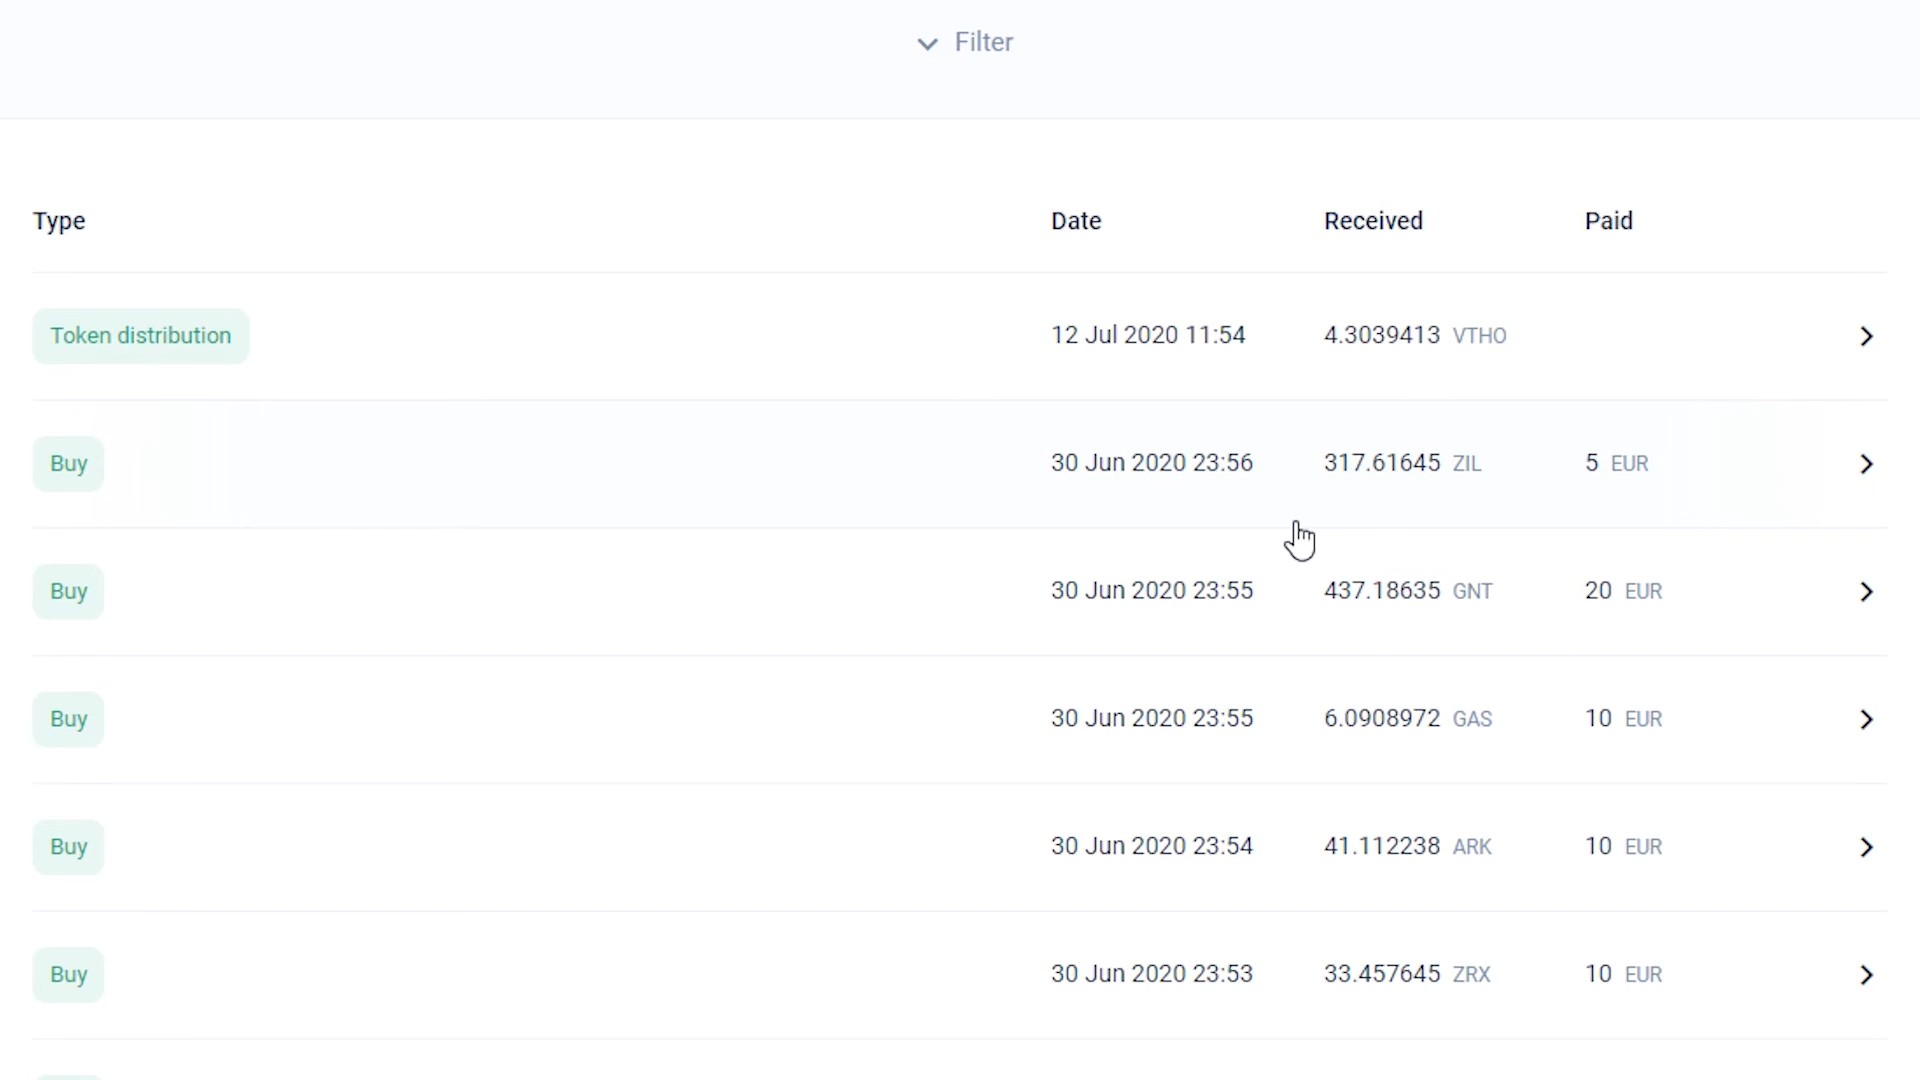 Filter
Type Date Received Paid
Token distribution 12 Jul 2020 11:54 4.3039413 VTHO
Buy 30 Jun 2020 23:56 317.61645 ZIL 5 EUR
Buy 30 Jun 2020 23:55 437.18635 GNT 20 EUR
Buy 30 Jun 2020 23:55 6.0908972 GAS 10 EUR
Buy 30 Jun 2020 23:54 41.112238 ARK 10 EUR
Buy 30 Jun 2020 23:53 33.457645 ZRX 10 EUR